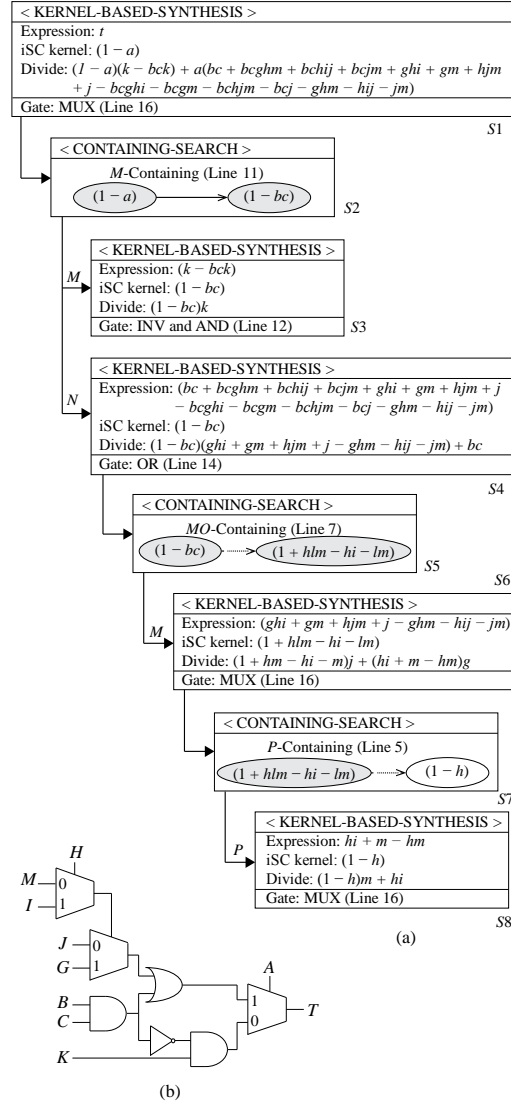 < KERNEL-BASED-SYNTHESIS >
Expression: t
iSC kernel: (1 − a)
Divide: (1 − a)(k − bck) + a(bc + bcghm + bchij + bcjm + ghi + gm + hjm
+ j − bcghi − bcgm − bchjm − bcj − ghm − hij − jm)
Gate: MUX (Line 16)
S1
< CONTAINING-SEARCH >
M-Containing (Line 11)
(1 − a)
(1 − bc)
S2
< KERNEL-BASED-SYNTHESIS >
M
Expression: (k − bck)
iSC kernel: (1 − bc)
Divide: (1 − bc)k
Gate: INV and AND (Line 12)
S3
< KERNEL-BASED-SYNTHESIS >
Expression: (bc + bcghm + bchij + bcjm + ghi + gm + hjm + j
− bcghi − bcgm − bchjm − bcj − ghm − hij − jm)
N
iSC kernel: (1 − bc)
Divide: (1 − bc)(ghi + gm + hjm + j − ghm − hij − jm) + bc
Gate: OR (Line 14)
S4
< CONTAINING-SEARCH >
MO-Containing (Line 7)
(1 − bc)
(1 + hlm − hi − lm)
S5
S6
< KERNEL-BASED-SYNTHESIS >
Expression: (ghi + gm + hjm + j − ghm − hij − jm)
M
iSC kernel: (1 + hlm − hi − lm)
Divide: (1 + hm − hi − m)j + (hi + m − hm)g
Gate: MUX (Line 16)
< CONTAINING-SEARCH >
P-Containing (Line 5)
(1 + hlm − hi − lm)
(1 − h)
S7
< KERNEL-BASED-SYNTHESIS >
P
Expression: hi + m − hm
iSC kernel: (1 − h)
Divide: (1 − h)m + hi
Gate: MUX (Line 16)
S8
(a)
H
M
0
I
1
J
0
G
1
A
B
C
1
0
T
K
(b)